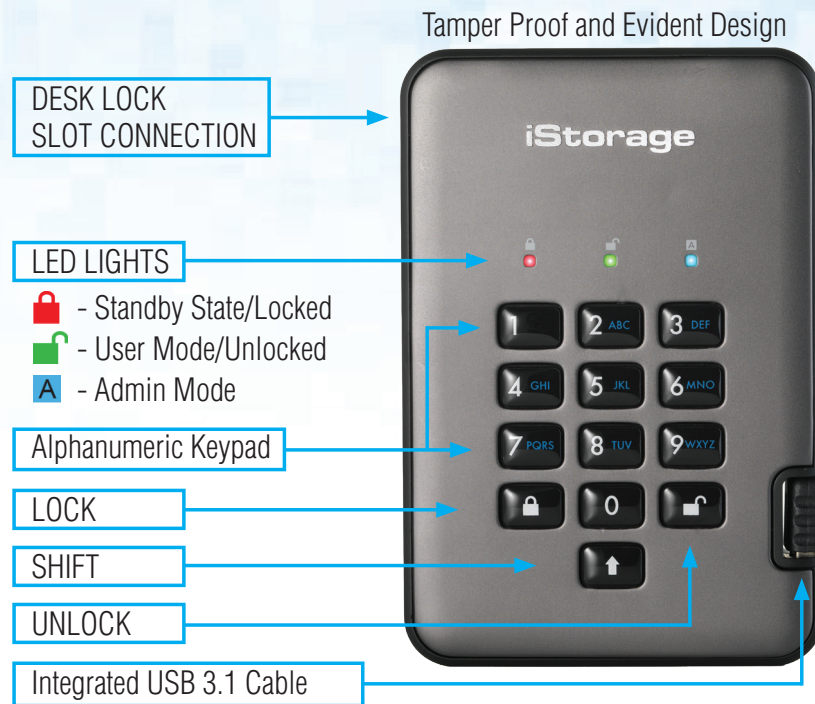 Tamper Proof and Evident Design
DESK LOCK
SLOT CONNECTION
iStorage
A
LED LIGHTS
- Standby State/Locked
- User Mode/Unlocked
A - Admin Mode
1
2 ABC
3 DEF
4 GHI
5 JKL
6 MNO
Alphanumeric Keypad
7 PQRS
8 TUV
9 WXYZ
LOCK
0
SHIFT
UNLOCK
Integrated USB 3.1 Cable